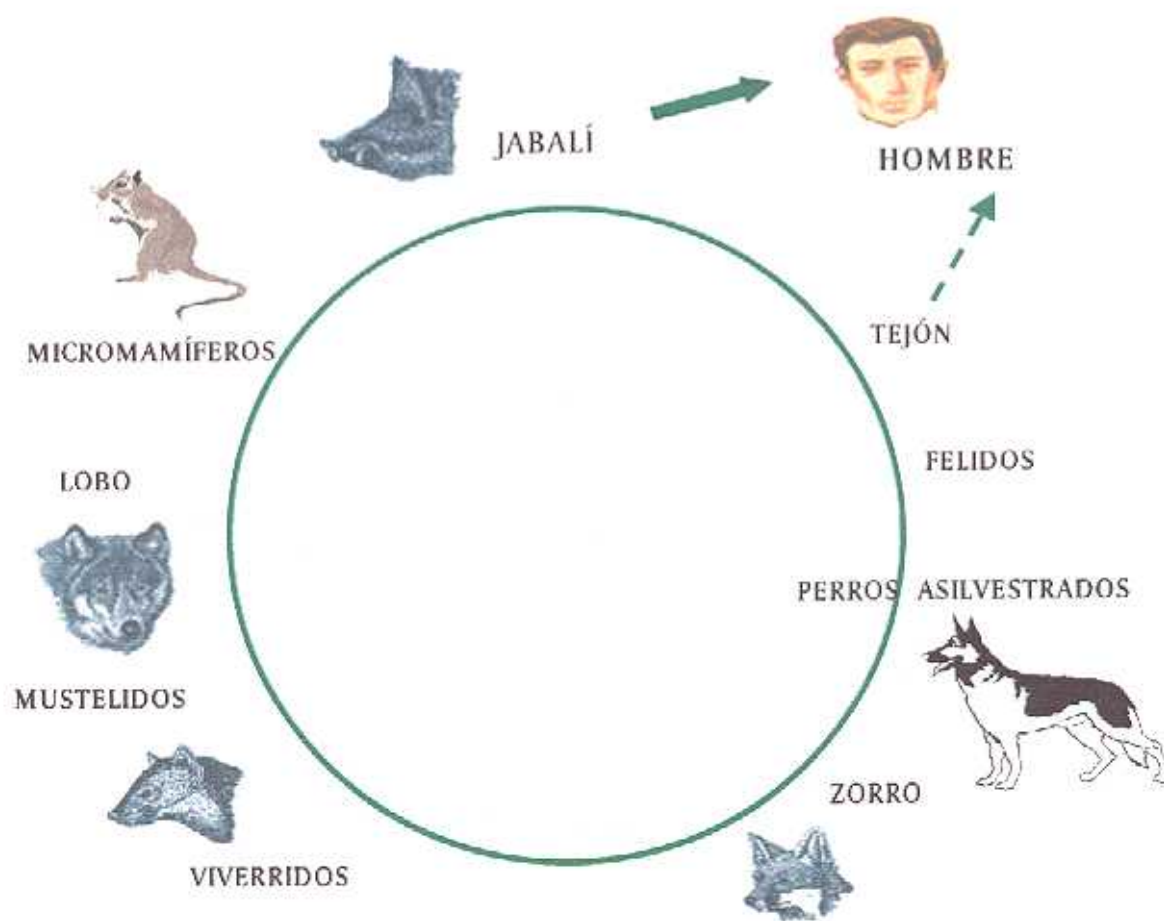 JABALÍ
HOMBRE
MICROMAMÍFEROS
TEJÓN
LOBO
FELIDOS
PERROS ASILVESTRADOS
MUSTELIDOS
ZORRO
VIVERRIDOS